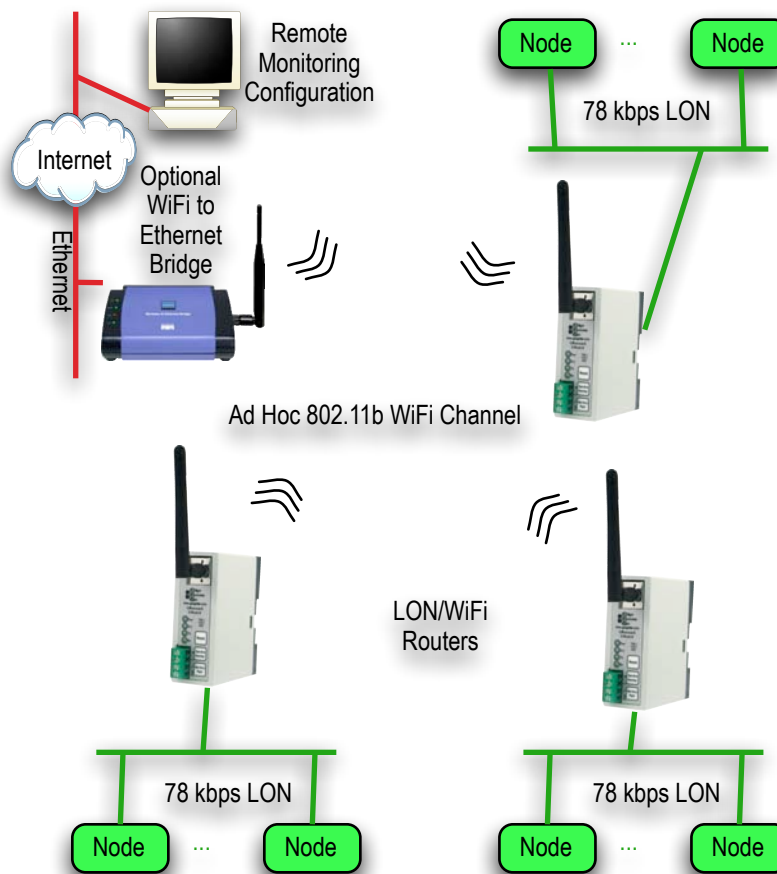 Remote
Monitoring
Configuration
Node
...
Node
78 kbps LON
Internet
Ethernet
Optional
WiFi to
Ethernet
Bridge
Ad Hoc 802.11b WiFi Channel
LON/WiFi
Routers
78 kbps LON
Node
...
Node
78 kbps LON
Node
...
Node